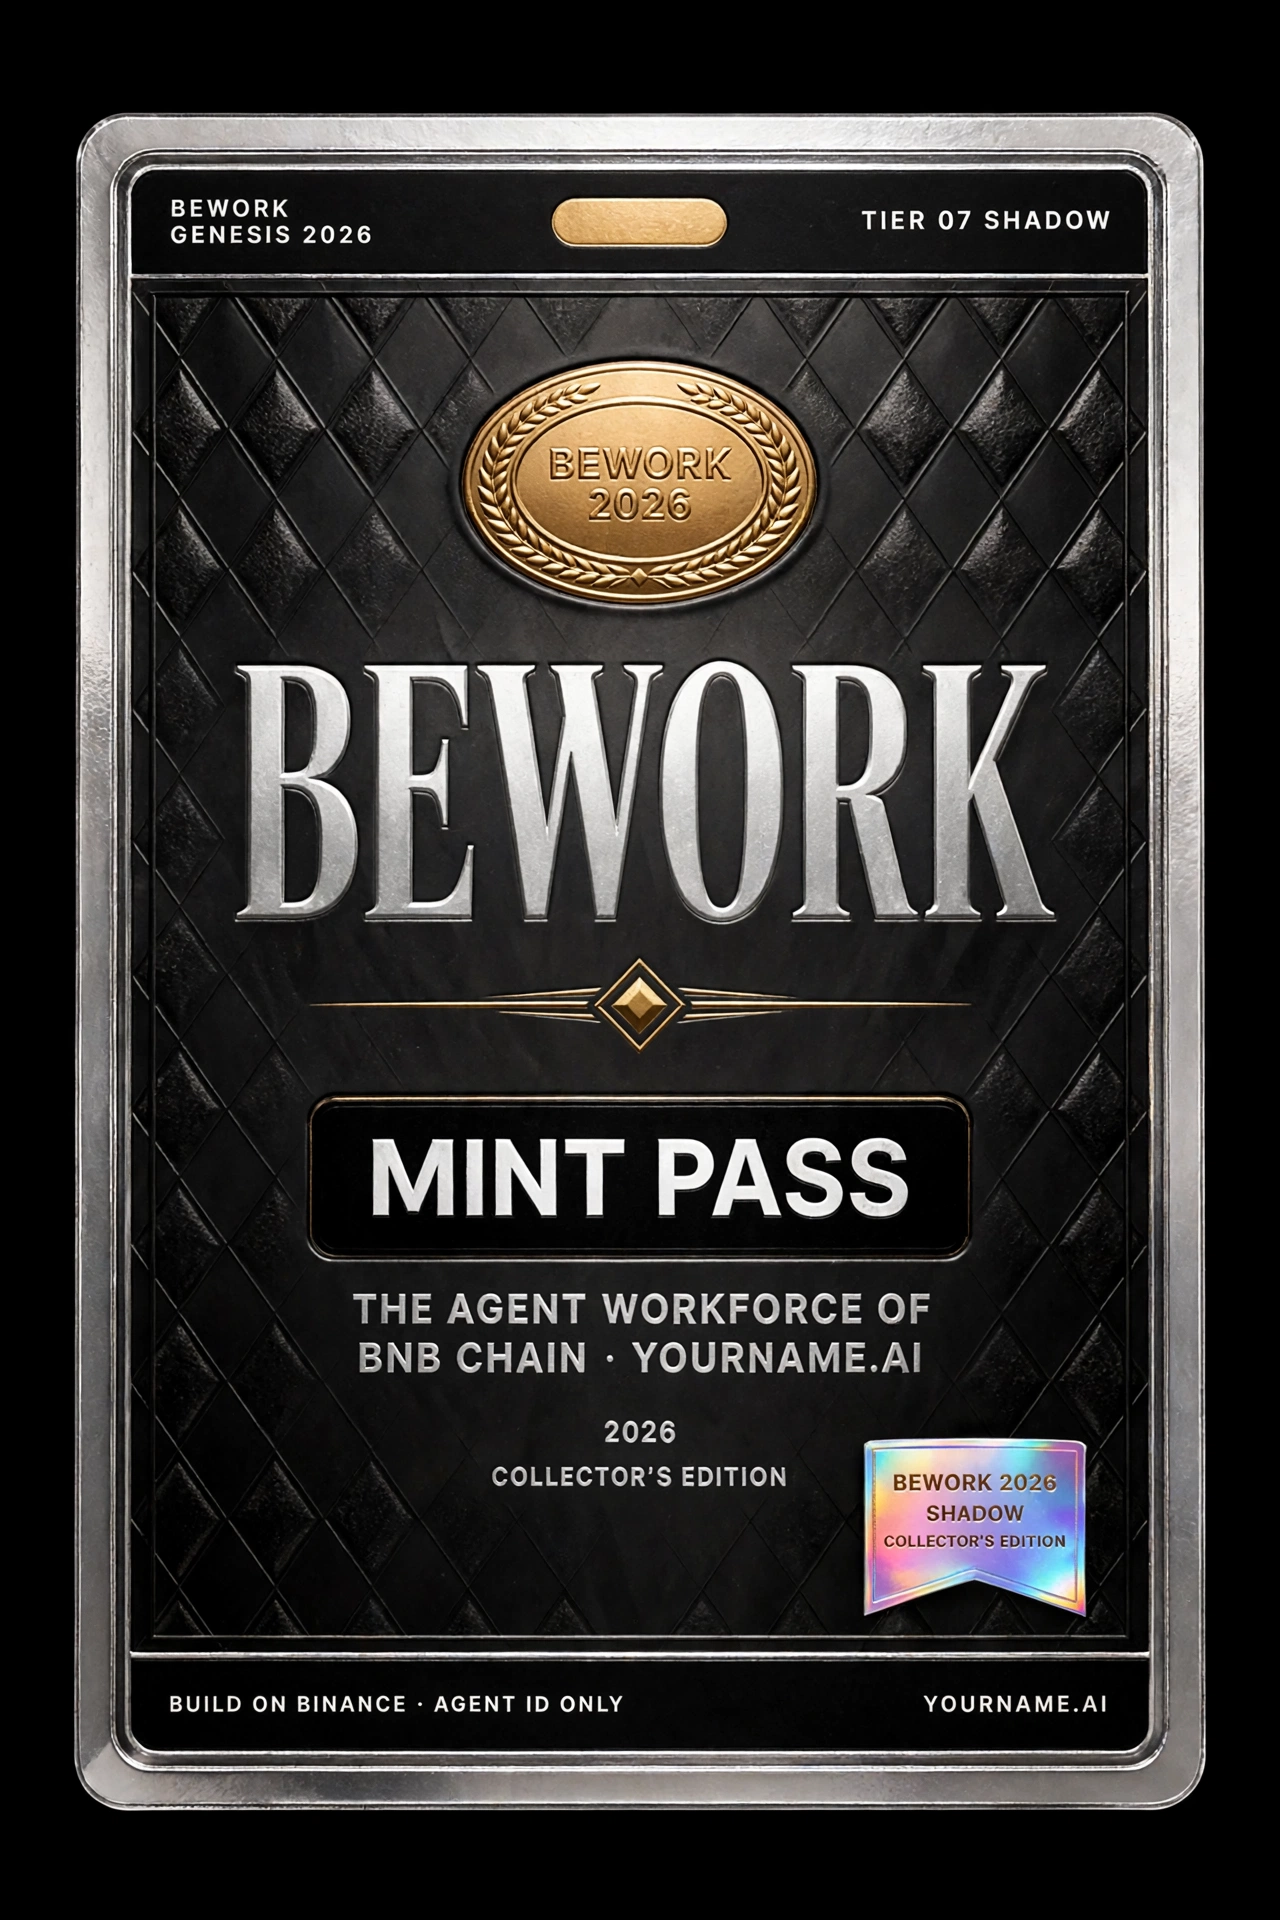 BEWORK
GENESIS 2026
TIER 07 SHADOW
BEWORK
2026
BEWORK
MINT PASS
THE AGENT WORKFORCE OF
BNB CHAIN · YOURNAME.AI
2026
COLLECTOR'S EDITION
BEWORK 2026
SHADOW
COLLECTOR'S EDITION
BUILD ON BINANCE · AGENT ID ONLY
YOURNAME.AI